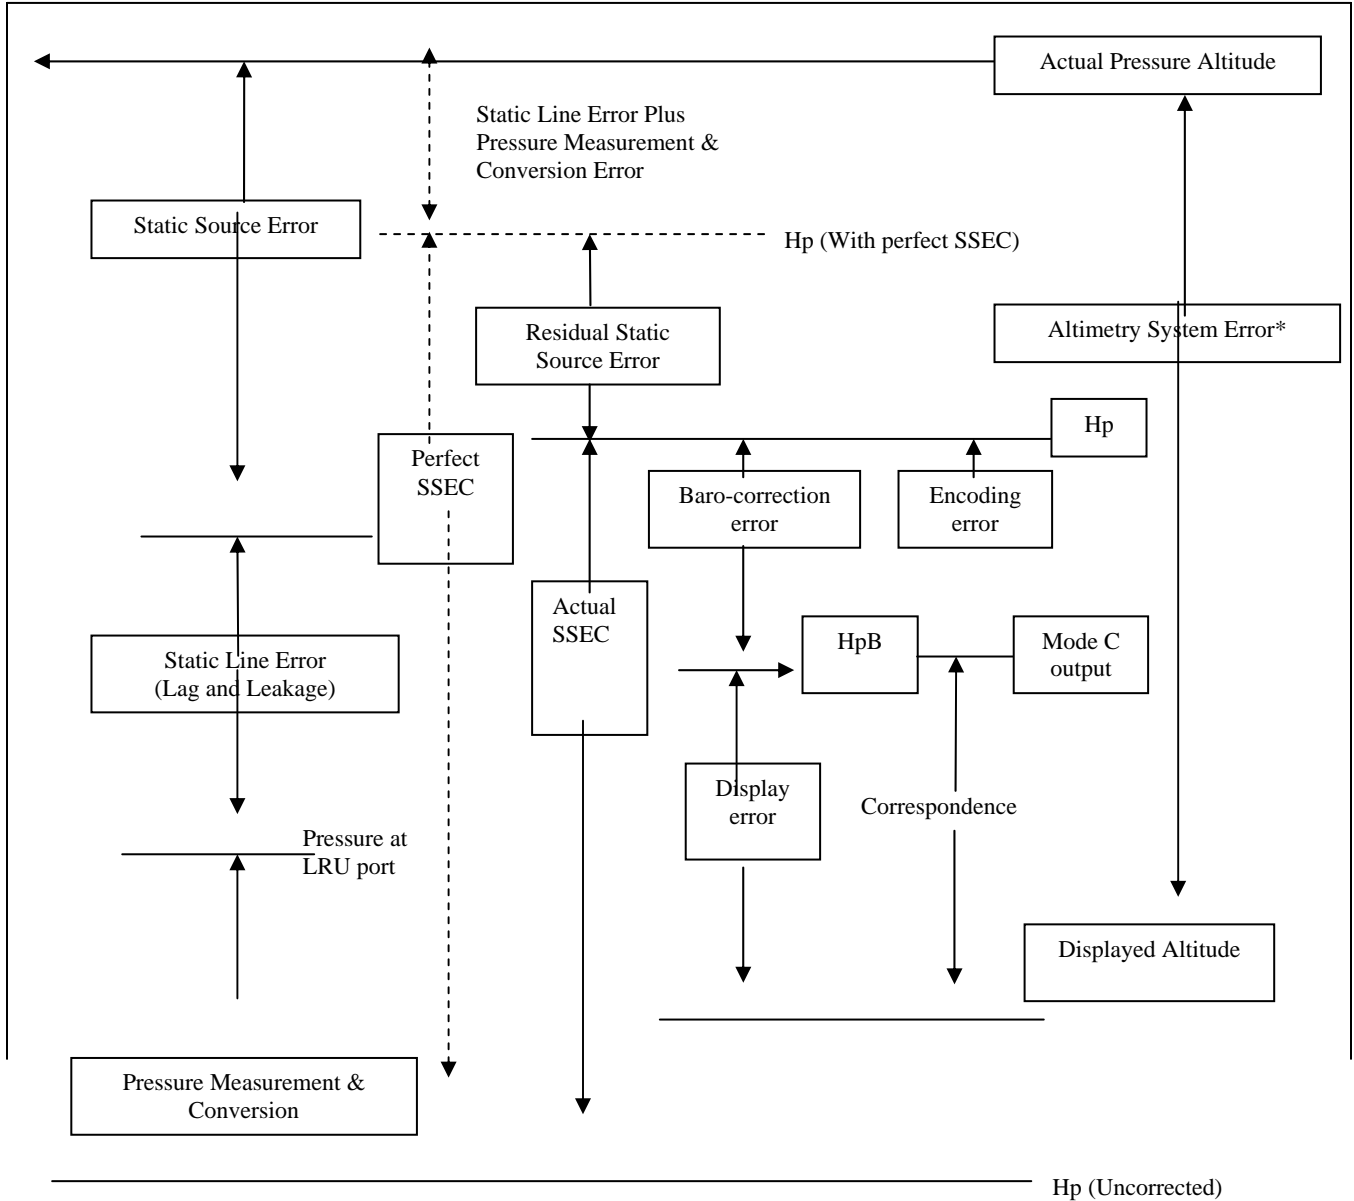 Actual Pressure Altitude
Static Line Error Plus
Pressure Measurement &
Conversion Error
Static Source Error
Hp (With perfect SSEC)
Residual Static
Source Error
Altimetry System Error*
Hp
Perfect
SSEC
Baro-correction
error
Encoding
error
Actual
SSEC
HpB
Mode C
output
Static Line Error
(Lag and Leakage)
Display
error
Correspondence
Pressure at
LRU port
Displayed Altitude
Pressure Measurement &
Conversion
Hp (Uncorrected)